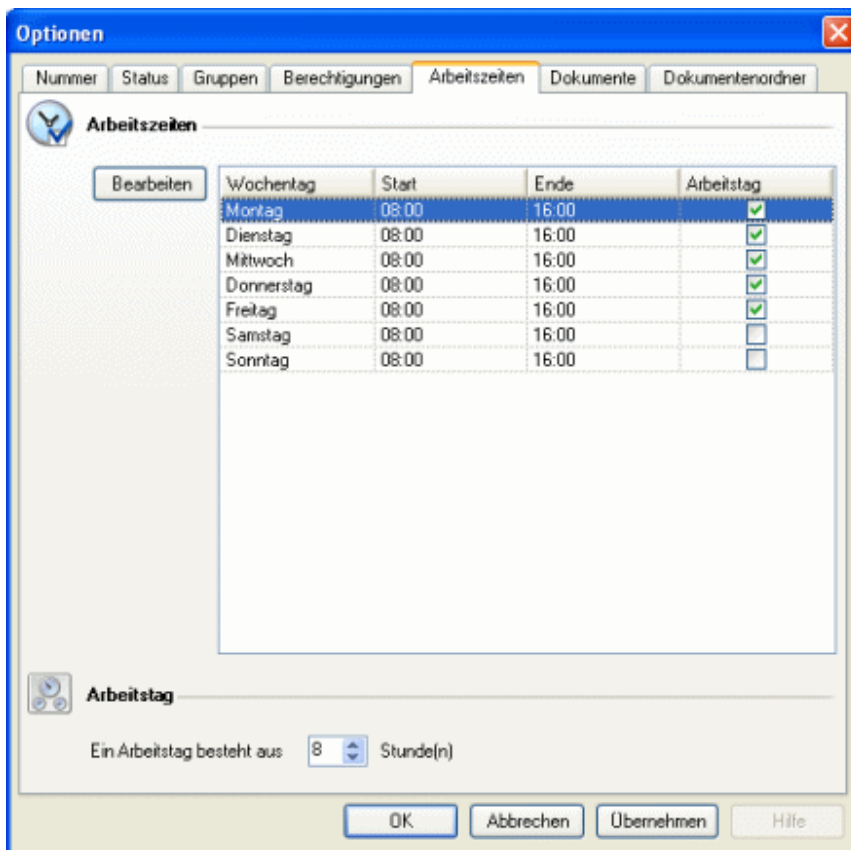 Optionen
Nummer Status Gruppen Berechtigungen Arbeitszeiten Dokumente Dokumentenordner
Arbeitszeiten
Bearbeiten Wochentag Start Ende Arbeitstag
Montag 08:00 16:00
Dienstag 08:00 16:00
Mittwoch 08:00 16:00
Donnerstag 08:00 16:00
Freitag 08:00 16:00
Samstag 08:00 16:00
Sonntag 08:00 16:00
Arbeitstag
Ein Arbeitstag besteht aus 8 Stunde(n)
OK Abbrechen Übernehmen Hilfe